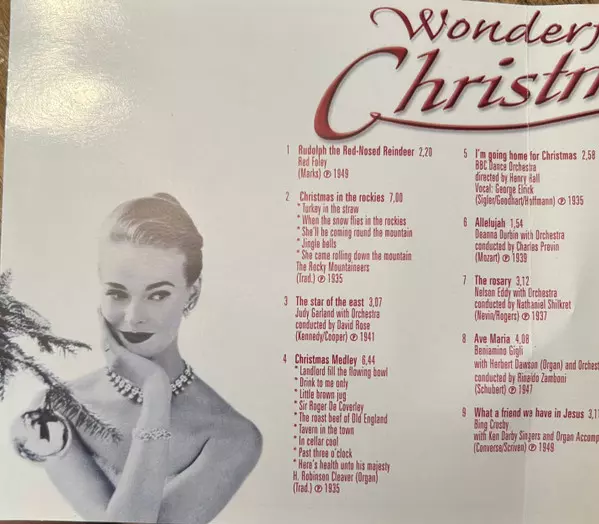 Wonderf
Christm
1 Rudolph the Red-Nosed Reindeer 2,20
Red Foley
(Marks) ℗ 1949
2 Christmas in the rockies 7,00
* Turkey in the straw
* When the snow flies in the rockies
* She'll be coming round the mountain
* Jingle bells
* She came rolling down the mountain
The Rocky Mountaineers
(Trad.) ℗ 1935
3 The star of the east 3,07
Judy Garland with Orchestra
conducted by David Rose
(Kennedy/Cooper) ℗ 1941
4 Christmas Medley 6,44
* Landlord fill the flowing bowl
* Drink to me only
* Little brown jug
* Sir Roger De Coverley
* The roast beef of Old England
* Tavern in the town
* In cellar cool
* Past three o'clock
* Here's health unto his majesty
H. Robinson Cleaver (Organ)
(Trad.) ℗ 1935
5 I'm going home for Christmas 2,58
BBC Dance Orchestra
directed by Henry Hall
Vocal: George Elrick
(Sigler/Goodhart/Hoffmann) ℗ 1935
6 Allelujah 1,54
Deanna Durbin with Orchestra
conducted by Charles Previn
(Mozart) ℗ 1939
7 The rosary 3,12
Nelson Eddy with Orchestra
conducted by Nathaniel Shilkret
(Nevin/Rogers) ℗ 1937
8 Ave Maria 4,08
Beniamino Gigli
with Herbert Dawson (Organ) and Orchest
conducted by Rinaldo Zamboni
(Schubert) ℗ 1947
9 What a friend we have in Jesus 3,1
Bing Crosby
with Ken Darby Singers and Organ Accomp
(Converse/Scriven) ℗ 1949